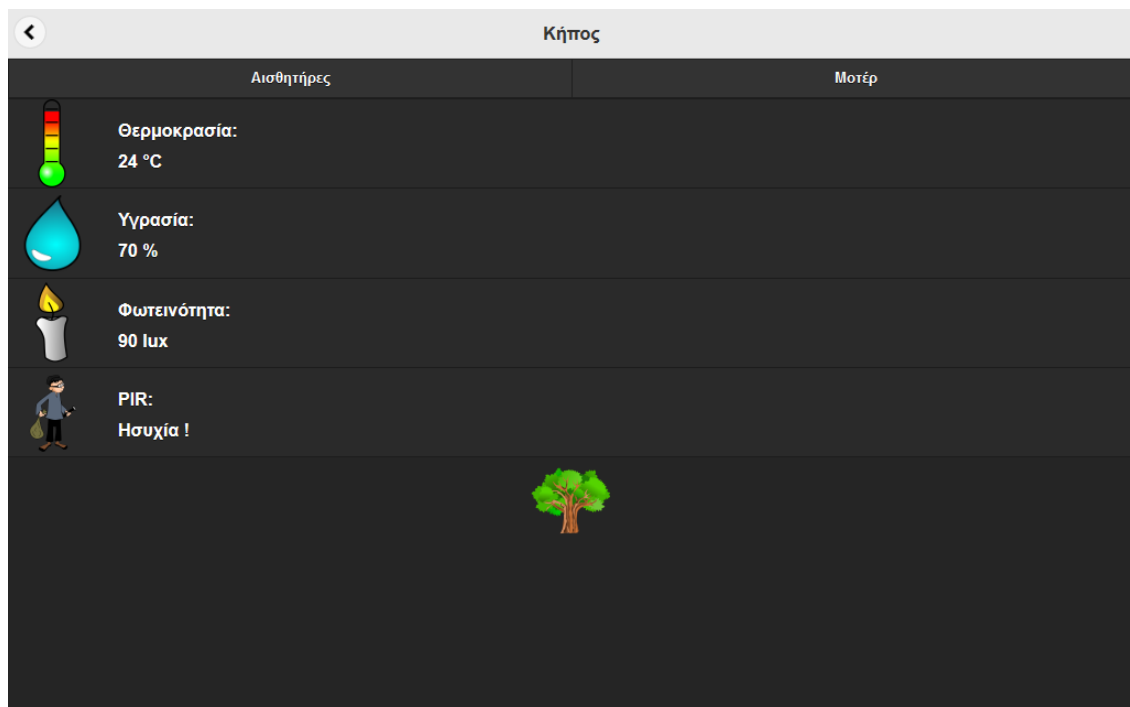 Κήπος
Αισθητήρες
Μοτέρ
Θερμοκρασία:
24 °C
Υγρασία:
70 %
Φωτεινότητα:
90 lux
PIR:
Ησυχία !